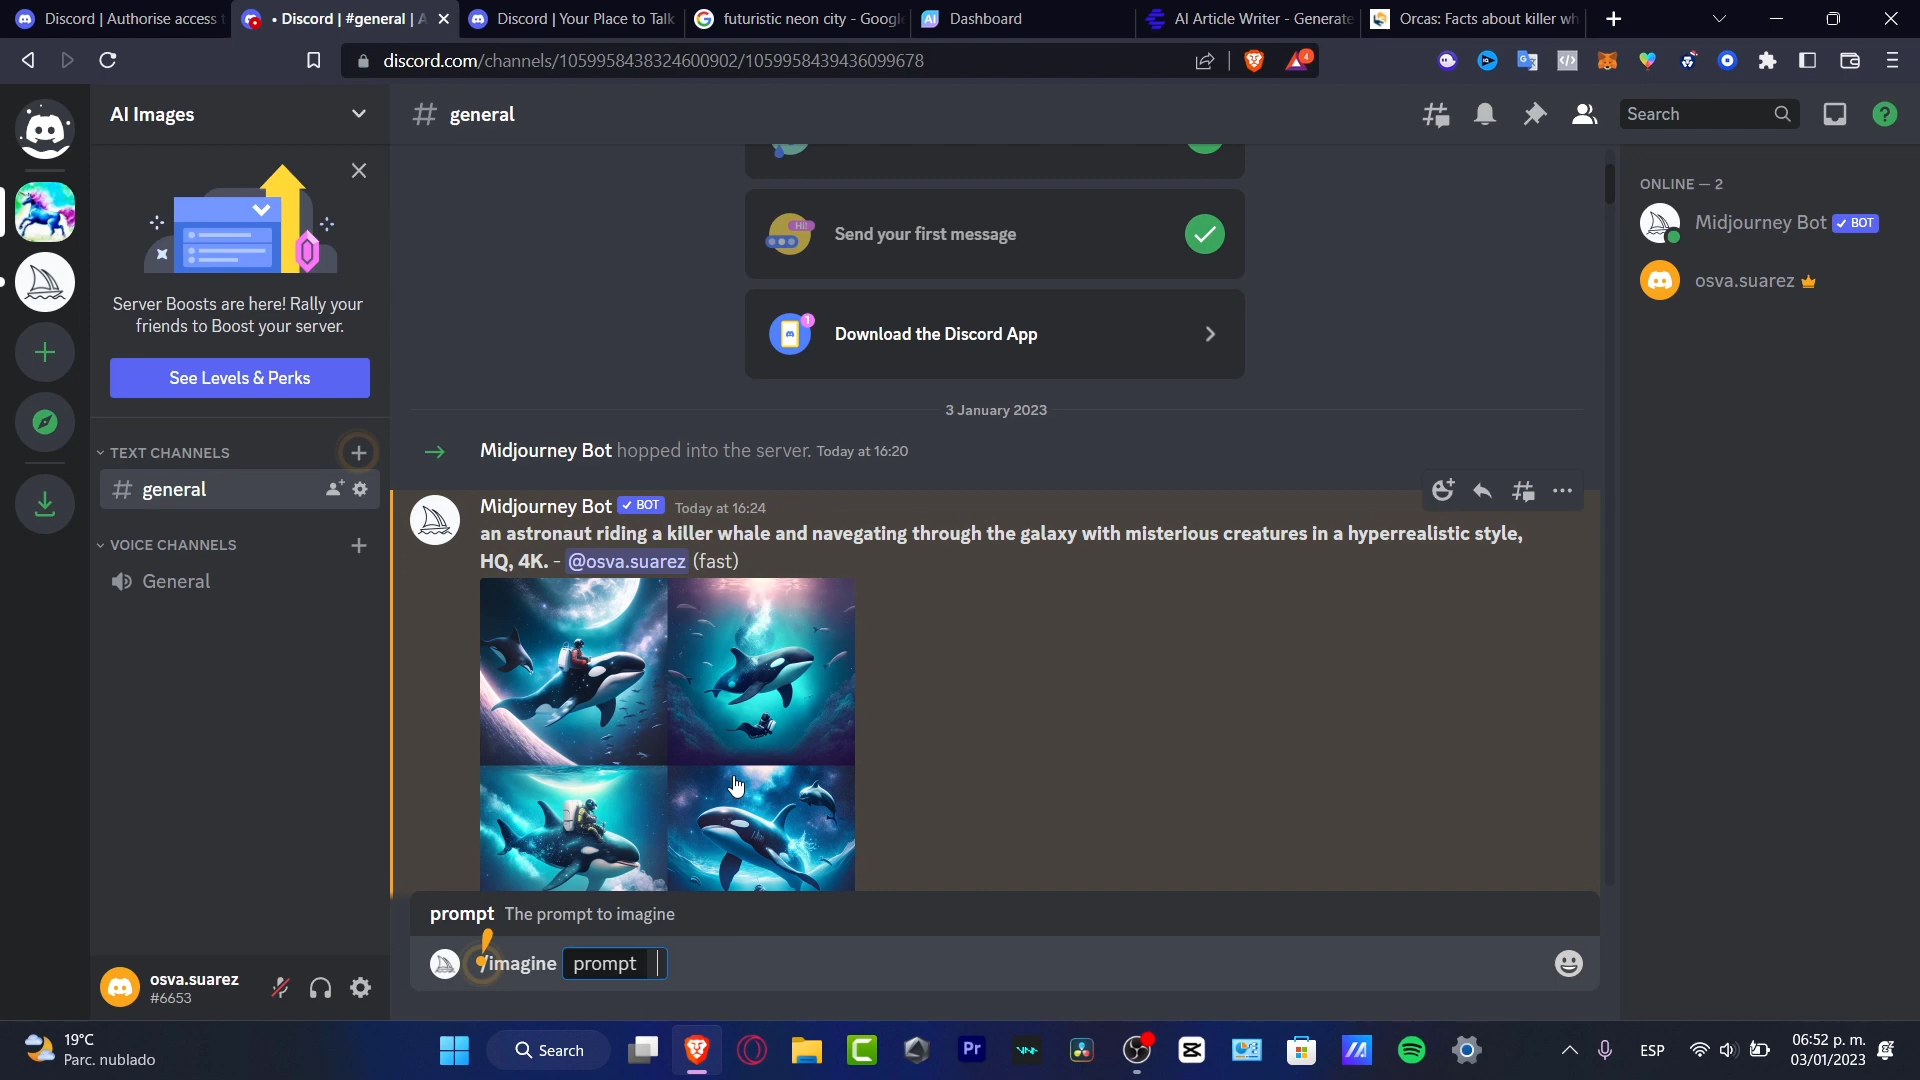 Discord | Authorise access
• Discord | #general | A
Discord | Your Place to Talk
futuristic neon city - Google
Dashboard
AI Article Writer - Generate
Orcas: Facts about killer wh
discord.com/channels/1059958438324600902/1059958439436099678
4
AI Images
general
Search
Server Boosts are here! Rally your
friends to Boost your server.
See Levels & Perks
TEXT CHANNELS
general
VOICE CHANNELS
General
Hi!
Send your first message
1
Download the Discord App
3 January 2023
Midjourney Bot hopped into the server. Today at 16:20
Midjourney Bot ✓ BOT Today at 16:24
an astronaut riding a killer whale and navegating through the galaxy with misterious creatures in a hyperrealistic style,
HQ, 4K. - @osva.suarez (fast)
prompt The prompt to imagine
/imagine prompt
ONLINE — 2
Midjourney Bot ✓ BOT
osva.suarez
osva.suarez
#6653
19°C
Parc. nublado
Search
Pr
ESP
06:52 p. m.
03/01/2023